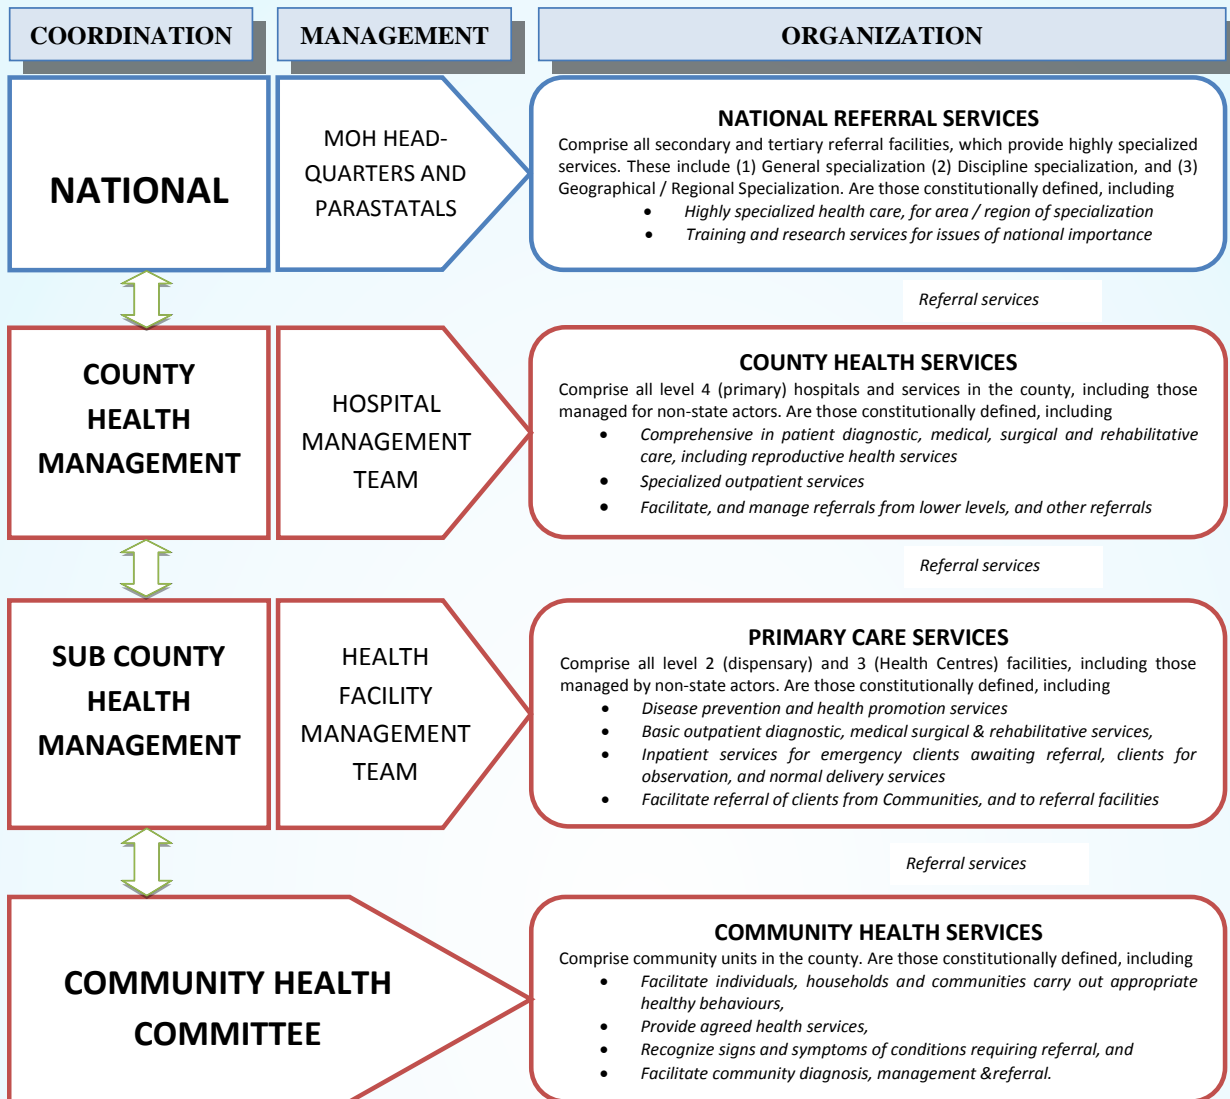 COORDINATION
MANAGEMENT
ORGANIZATION
NATIONAL
MOH HEAD-
QUARTERS AND
PARASTATALS
NATIONAL REFERRAL SERVICES
Comprise all secondary and tertiary referral facilities, which provide highly specialized
services. These include (1) General specialization (2) Discipline specialization, and (3)
Geographical / Regional Specialization. Are those constitutionally defined, including
• Highly specialized health care, for area / region of specialization
• Training and research services for issues of national importance
Referral services
COUNTY
HEALTH
MANAGEMENT
HOSPITAL
MANAGEMENT
TEAM
COUNTY HEALTH SERVICES
Comprise all level 4 (primary) hospitals and services in the county, including those
managed for non-state actors. Are those constitutionally defined, including
• Comprehensive in patient diagnostic, medical, surgical and rehabilitative
care, including reproductive health services
• Specialized outpatient services
• Facilitate, and manage referrals from lower levels, and other referrals
Referral services
SUB COUNTY
HEALTH
MANAGEMENT
HEALTH
FACILITY
MANAGEMENT
TEAM
PRIMARY CARE SERVICES
Comprise all level 2 (dispensary) and 3 (Health Centres) facilities, including those
managed by non-state actors. Are those constitutionally defined, including
• Disease prevention and health promotion services
• Basic outpatient diagnostic, medical surgical & rehabilitative services,
• Inpatient services for emergency clients awaiting referral, clients for
observation, and normal delivery services
• Facilitate referral of clients from Communities, and to referral facilities
Referral services
COMMUNITY HEALTH
COMMITTEE
COMMUNITY HEALTH SERVICES
Comprise community units in the county. Are those constitutionally defined, including
• Facilitate individuals, households and communities carry out appropriate
healthy behaviours,
• Provide agreed health services,
• Recognize signs and symptoms of conditions requiring referral, and
• Facilitate community diagnosis, management &referral.